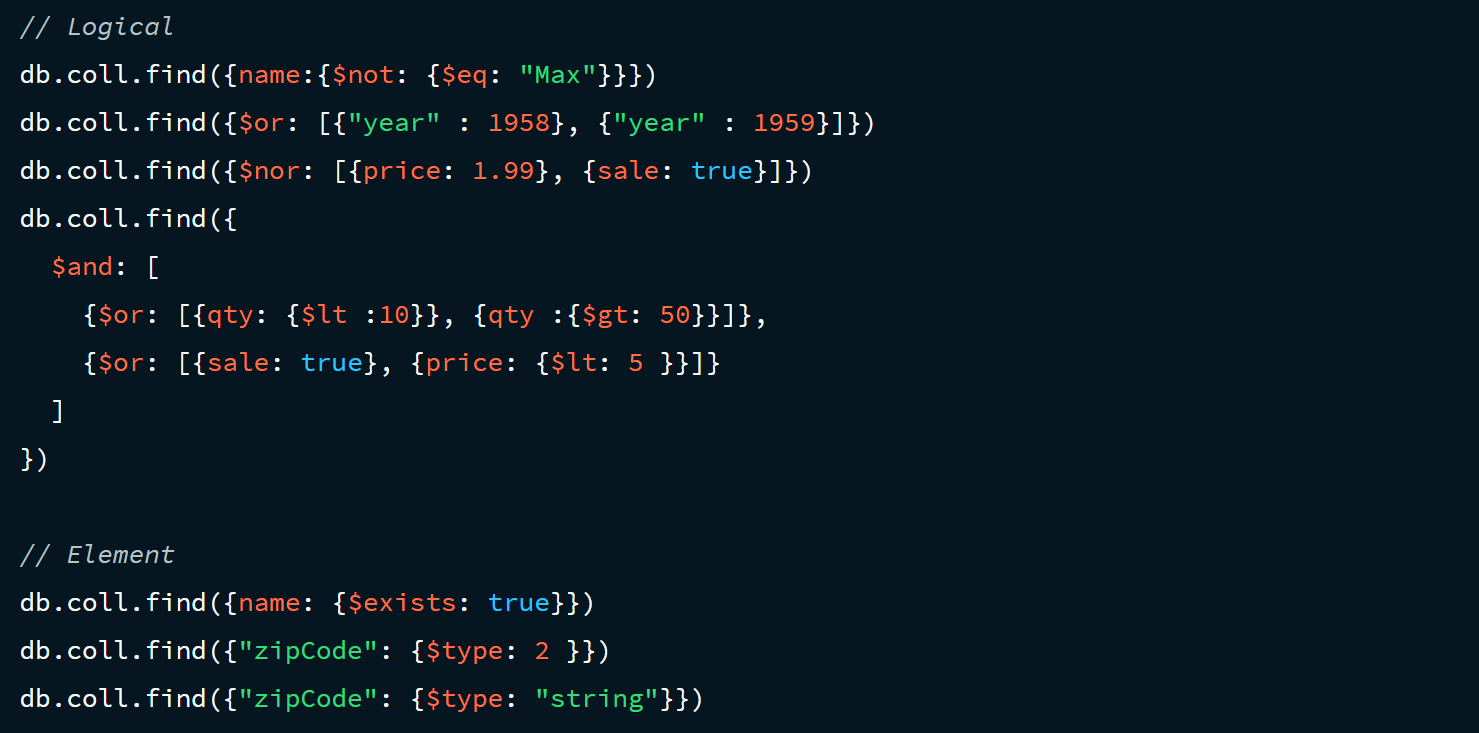 // Logical
db.coll.find({name:{$not: {$eq: "Max"}}})
db.coll.find({$or: [{"year" : 1958}, {"year" : 1959}]})
db.coll.find({$nor: [{price: 1.99}, {sale: true}]})
db.coll.find({
  $and: [
    {$or: [{qty: {$lt :10}}, {qty :{$gt: 50}}]},
    {$or: [{sale: true}, {price: {$lt: 5 }}]}
  ]
})

// Element
db.coll.find({name: {$exists: true}})
db.coll.find({"zipCode": {$type: 2 }})
db.coll.find({"zipCode": {$type: "string"}})